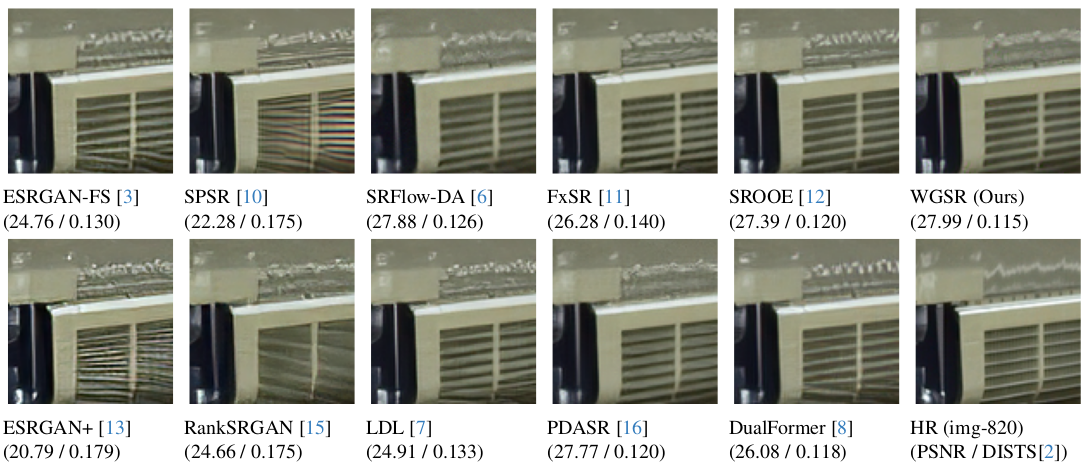 ESRGAN-FS [3]
(24.76 / 0.130)
SPSR [10]
(22.28 / 0.175)
SRFlow-DA [6]
(27.88 / 0.126)
FxSR [11]
(26.28 / 0.140)
SROOE [12]
(27.39 / 0.120)
WGSR (Ours)
(27.99 / 0.115)
ESRGAN+ [13]
(20.79 / 0.179)
RankSRGAN [15]
(24.66 / 0.175)
LDL [7]
(24.91 / 0.133)
PDASR [16]
(27.77 / 0.120)
DualFormer [8]
(26.08 / 0.118)
HR (img-820)
(PSNR / DISTS[2])